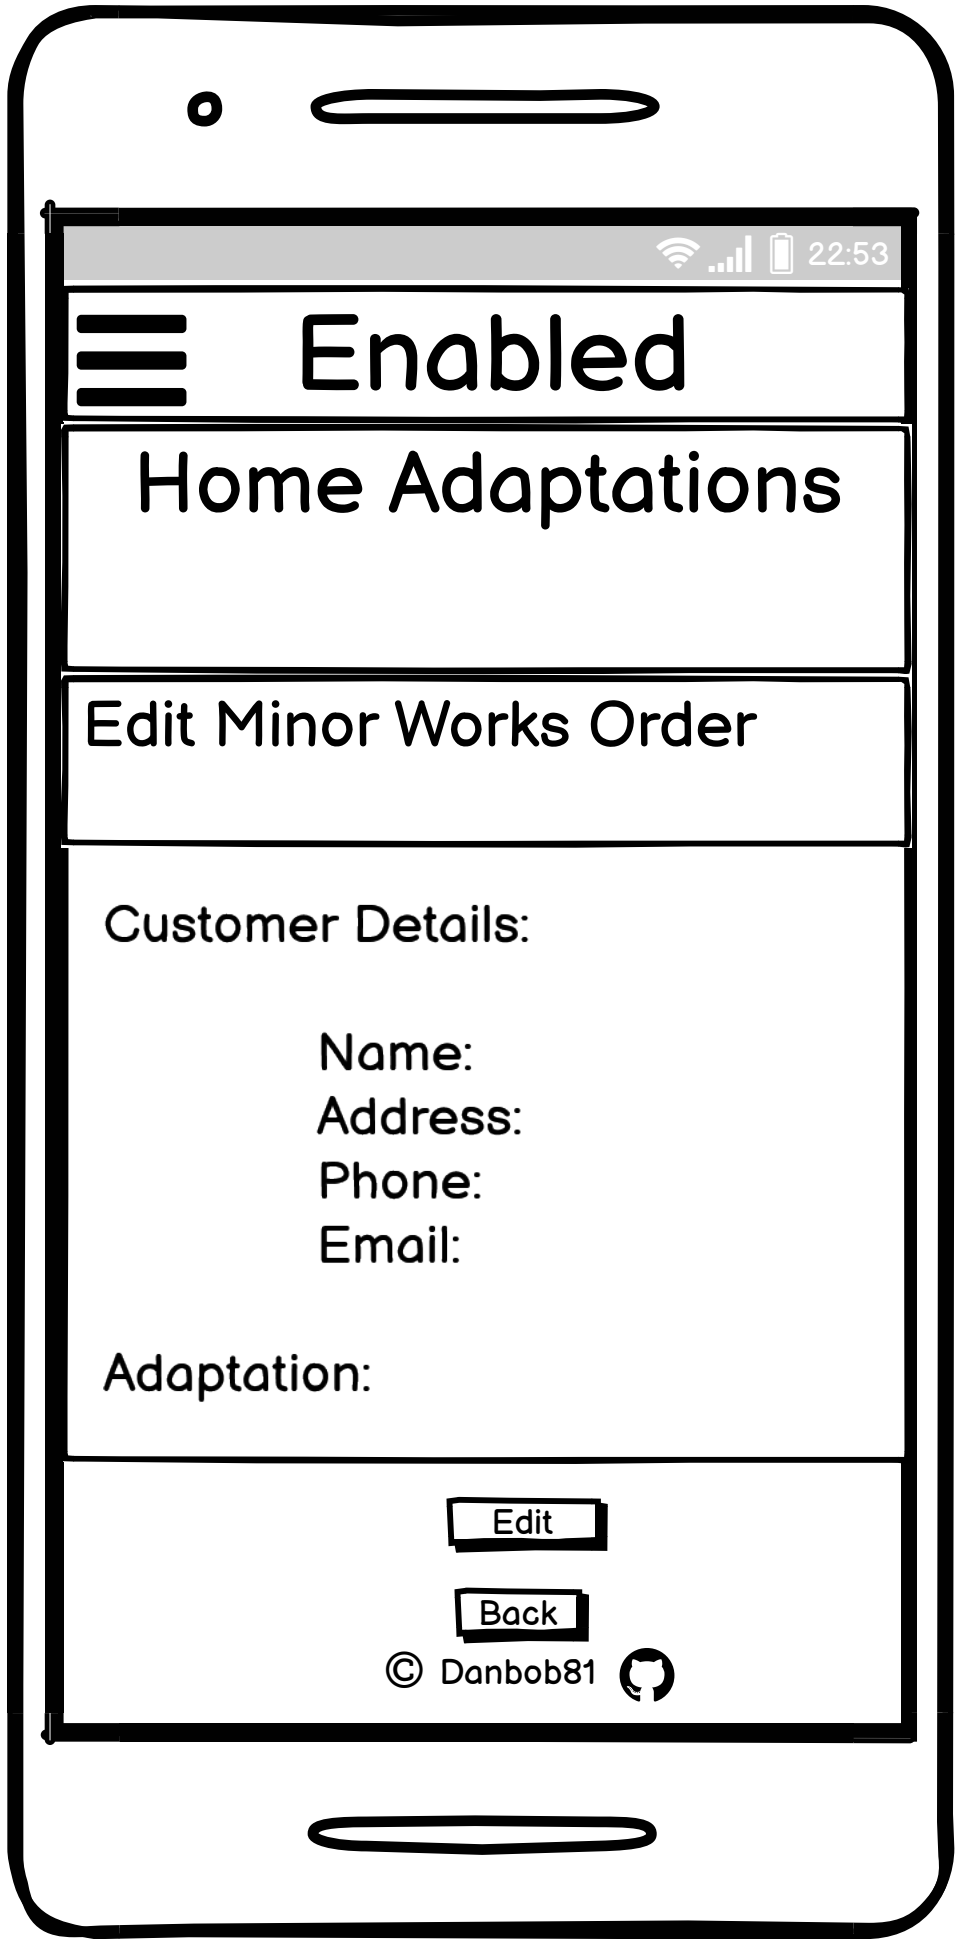 22:53
Enabled
Home Adaptations
Edit Minor Works Order
Customer Details:
Name:
Address:
Phone:
Email:
Adaptation:
Edit
Back
© Danbob81